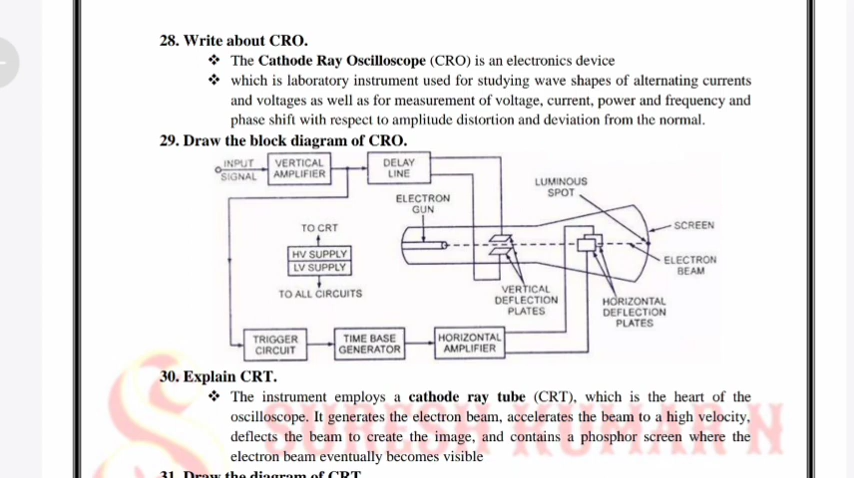 28. Write about CRO.
❖ The Cathode Ray Oscilloscope (CRO) is an electronics device
❖ which is laboratory instrument used for studying wave shapes of alternating currents
and voltages as well as for measurement of voltage, current, power and frequency and
phase shift with respect to amplitude distortion and deviation from the normal.
29. Draw the block diagram of CRO.
INPUT
SIGNAL
VERTICAL
AMPLIFIER
DELAY
LINE
LUMINOUS
SPOT
ELECTRON
GUN
SCREEN
TO CRT
HV SUPPLY
LV SUPPLY
TO ALL CIRCUITS
ELECTRON
BEAM
VERTICAL
DEFLECTION
PLATES
HORIZONTAL
DEFLECTION
PLATES
TRIGGER
CIRCUIT
TIME BASE
GENERATOR
HORIZONTAL
AMPLIFIER
30. Explain CRT.
❖ The instrument employs a cathode ray tube (CRT), which is the heart of the
oscilloscope. It generates the electron beam, accelerates the beam to a high velocity,
deflects the beam to create the image, and contains a phosphor screen where the
electron beam eventually becomes visible
SURESH KUMAR N
31. Draw the diagram of CRT